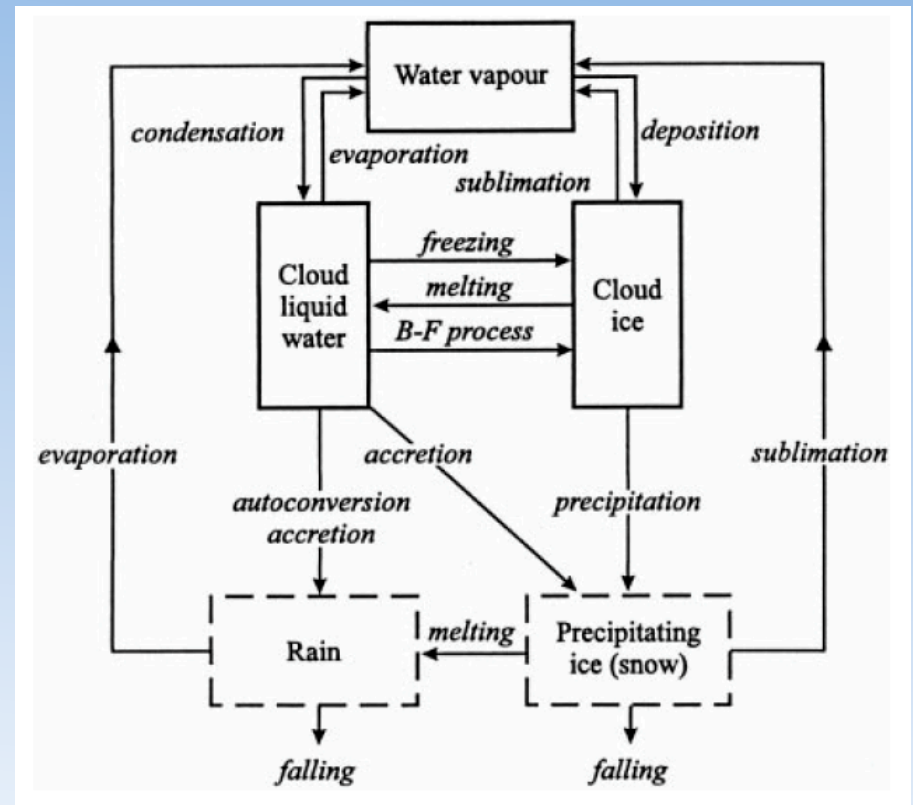 Water vapour
condensation
deposition
evaporation
sublimation
freezing
Cloud
liquid
water
melting
Cloud
ice
B-F process
evaporation
accretion
sublimation
autoconversion
accretion
precipitation
Rain
melting
Precipitating
ice (snow)
falling
falling